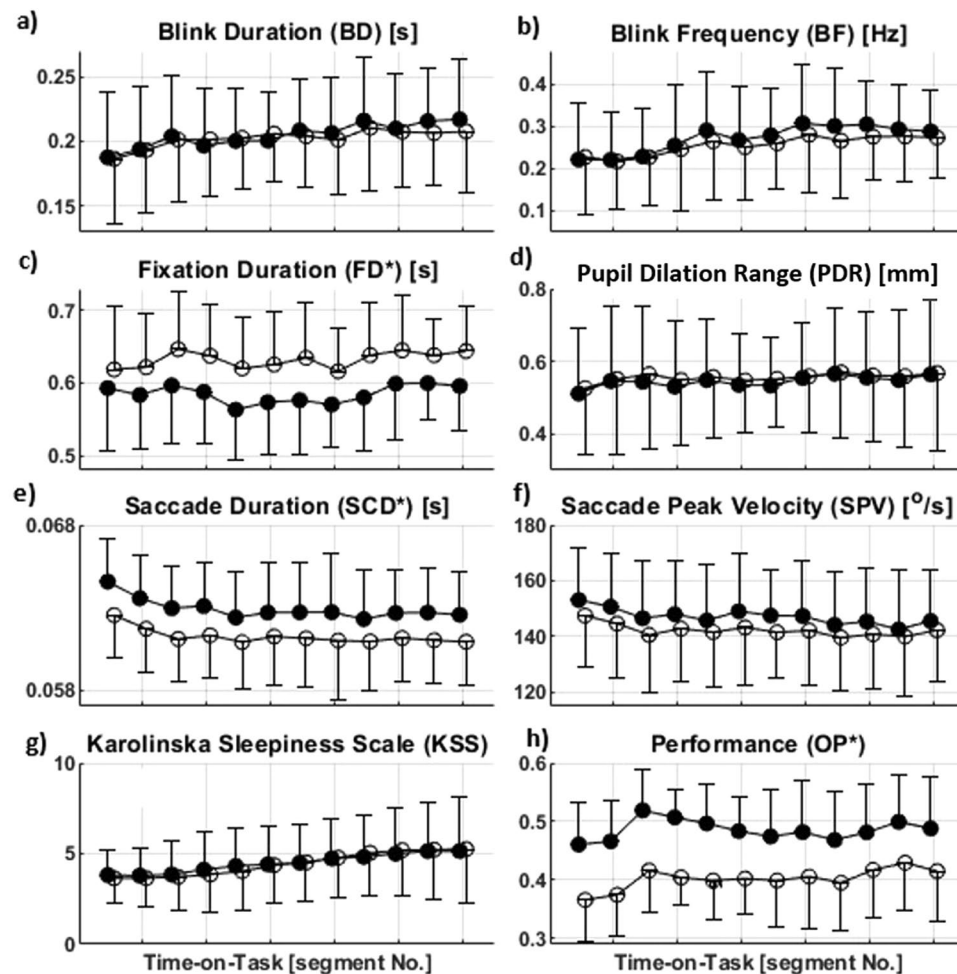 a)
Blink Duration (BD) [s]
0.25
0.2
0.15
b)
Blink Frequency (BF) [Hz]
0.4
0.3
0.2
0.1
c)
Fixation Duration (FD*) [s]
0.7
0.6
0.5
d)
Pupil Dilation Range (PDR) [mm]
0.8
0.6
0.4
e)
Saccade Duration (SCD*) [s]
0.068
0.058
f)
Saccade Peak Velocity (SPV) [º/s]
180
160
140
120
g)
Karolinska Sleepiness Scale (KSS)
10
5
0
Time-on-Task [segment No.]
h)
Performance (OP*)
0.6
0.5
0.4
0.3
Time-on-Task [segment No.]